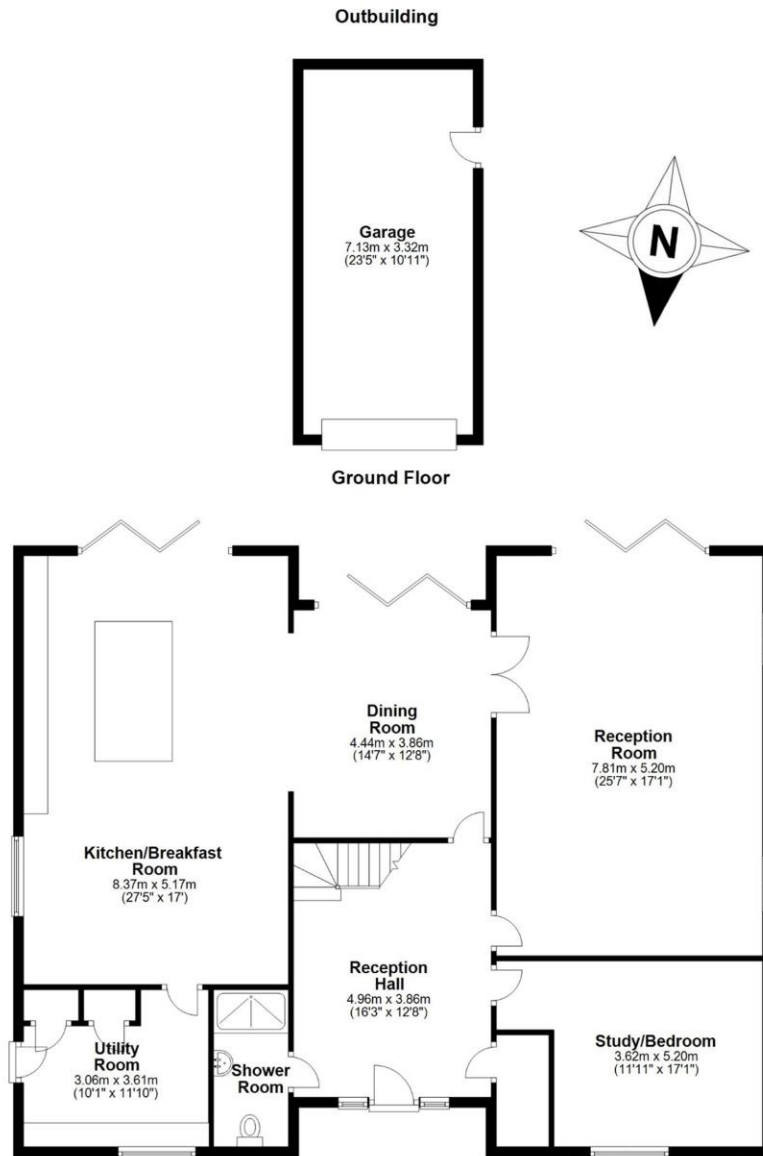 Outbuilding
Garage
7.13m x 3.32m
(23'5" x 10'11")
N
Ground Floor
Dining
Room
4.44m x 3.86m
(14'7" x 12'8")
Reception
Room
7.81m x 5.20m
(25'7" x 17'1")
Kitchen/Breakfast
Room
8.37m x 5.17m
(27'5" x 17')
Reception
Hall
4.96m x 3.86m
(16'3" x 12'8")
Utility
Room
3.06m x 3.61m
(10'1" x 11'10")
Shower
Room
Study/Bedroom
3.62m x 5.20m
(11'11" x 17'1")